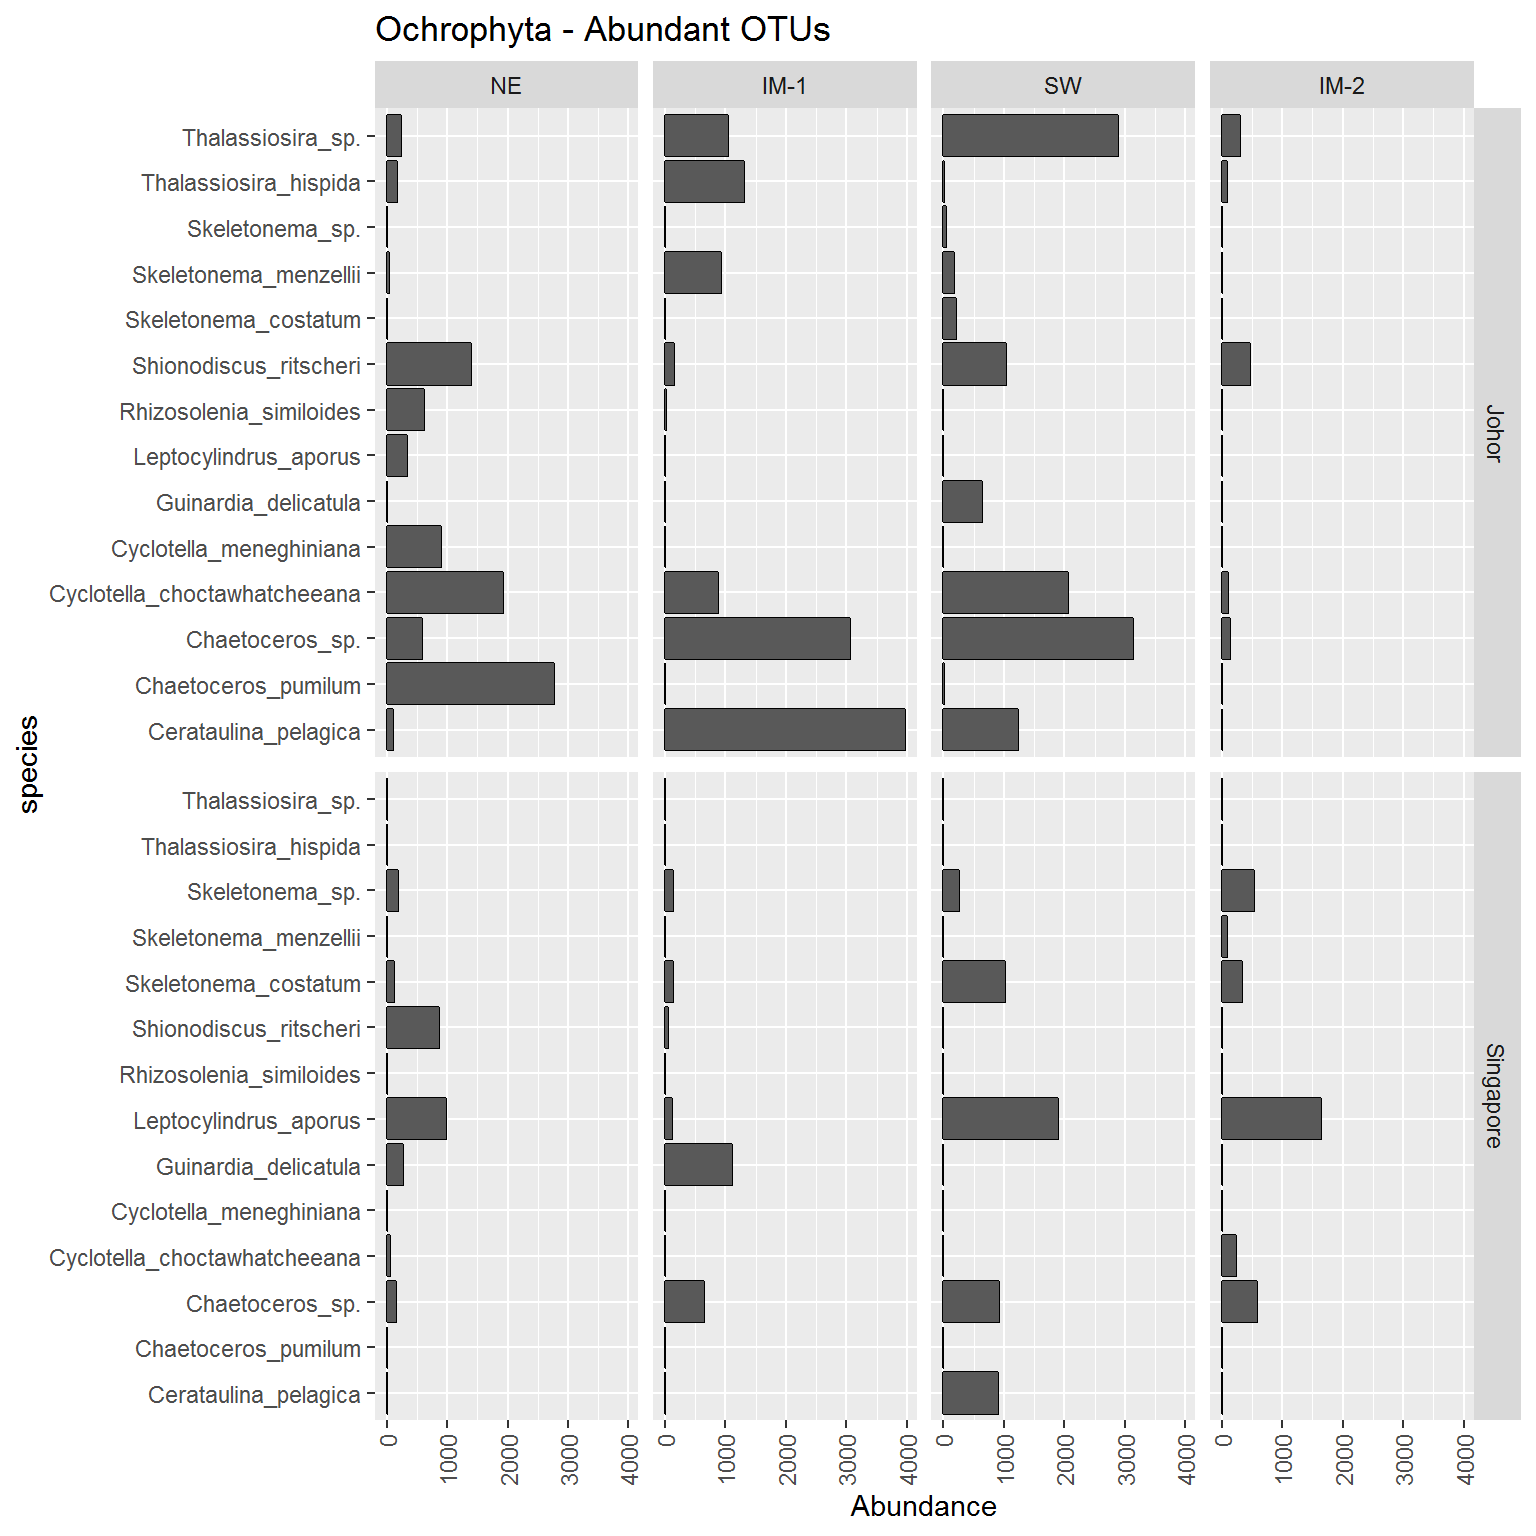 Ochrophyta - Abundant OTUs
NE IM-1 SW IM-2
Thalassiosira_sp.
Thalassiosira_hispida
Skeletonema_sp.
Skeletonema_menzellii
Skeletonema_costatum
Shionodiscus_ritscheri
Rhizosolenia_similoides
Leptocylindrus_aporus
Guinardia_delicatula
Cyclotella_meneghiniana
Cyclotella_choctawhatcheeana
Chaetoceros_sp.
Chaetoceros_pumilum
Cerataulina_pelagica
Johor
species
Thalassiosira_sp.
Thalassiosira_hispida
Skeletonema_sp.
Skeletonema_menzellii
Skeletonema_costatum
Shionodiscus_ritscheri
Rhizosolenia_similoides
Leptocylindrus_aporus
Guinardia_delicatula
Cyclotella_meneghiniana
Cyclotella_choctawhatcheeana
Chaetoceros_sp.
Chaetoceros_pumilum
Cerataulina_pelagica
Singapore
0 1000 2000 3000 4000 0 1000 2000 3000 4000 0 1000 2000 3000 4000 0 1000 2000 3000 4000
Abundance